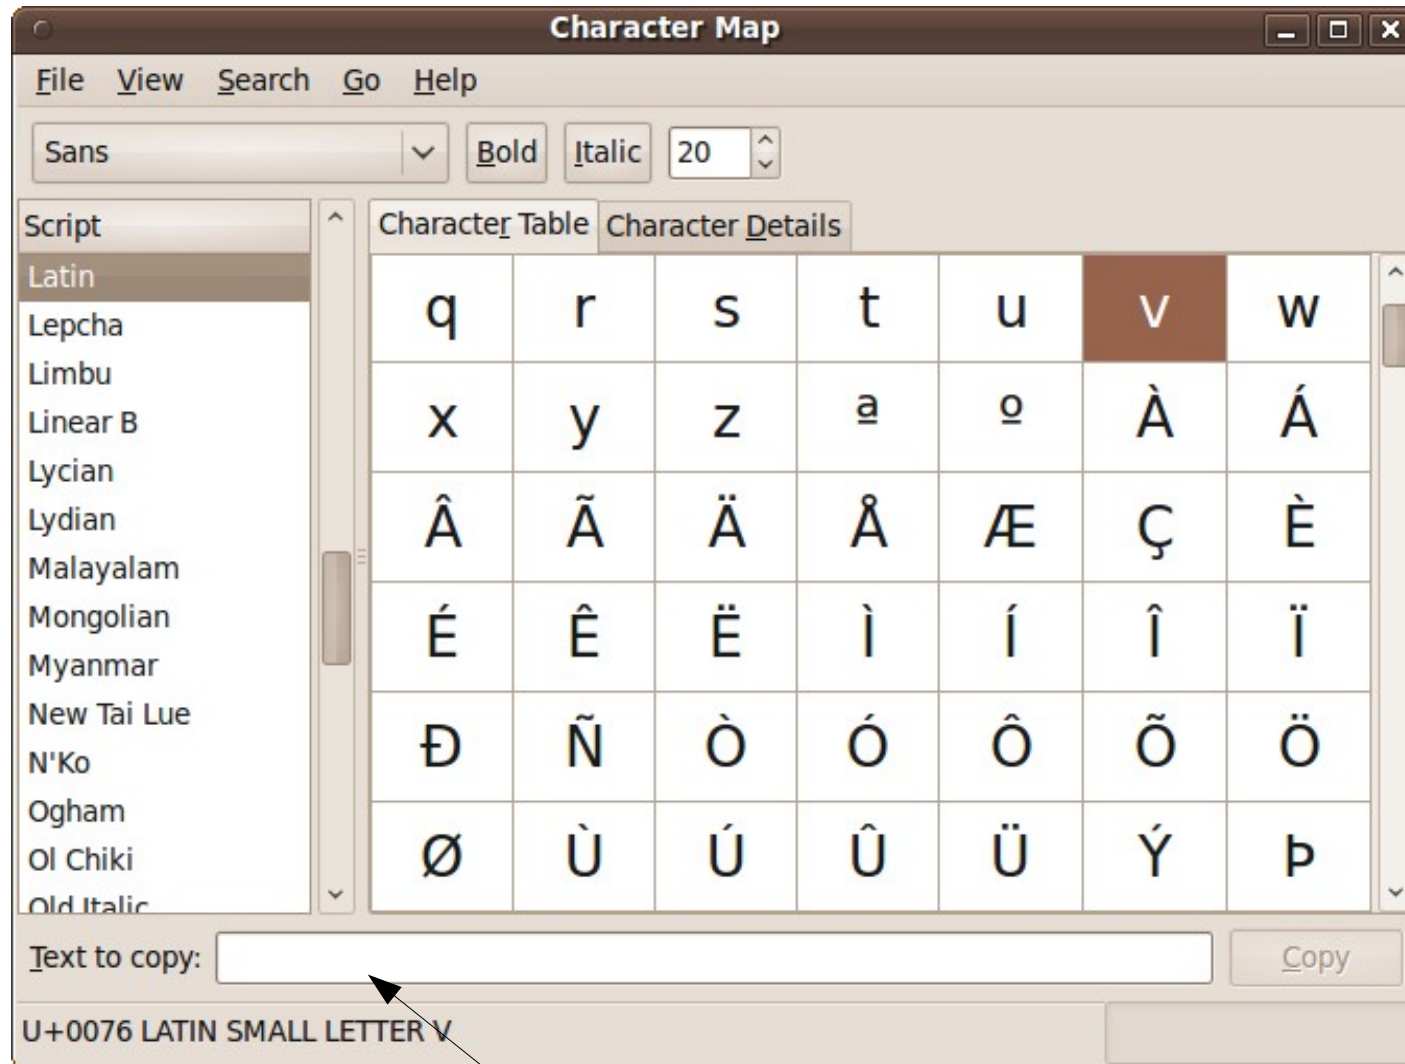 Character Map
File View Search Go Help
Sans Bold Italic 20
Script
Latin
Lepcha
Limbu
Linear B
Lycian
Lydian
Malayalam
Mongolian
Myanmar
New Tai Lue
N'Ko
Ogham
Ol Chiki
Old Italic
Character Table Character Details
q r s t u v w
x y z ª º À Á
Â Ã Ä Å Æ Ç È
É Ê Ë Ì Í Î Ï
Đ Ñ Ò Ó Ô Õ Ö
Ø Ù Ú Û Ü Ý Þ
Text to copy: Copy
U+0076 LATIN SMALL LETTER V